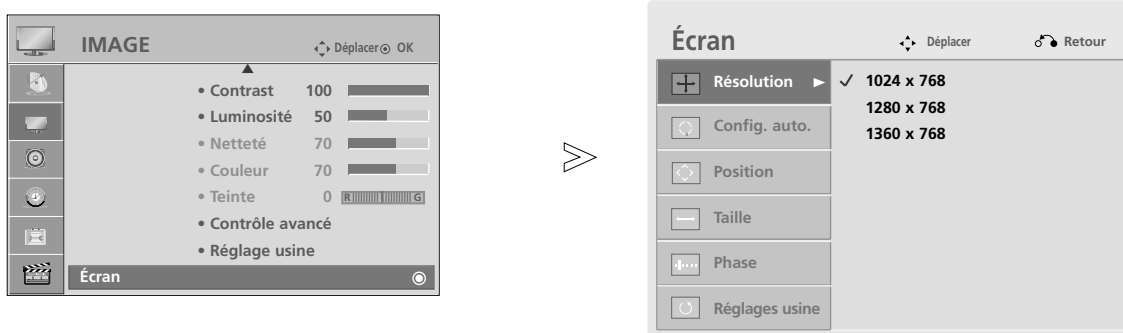 IMAGE
Déplacer OK
• Contrast 100
• Luminosité 50
• Netteté 70
• Couleur 70
• Teinte 0 R G
• Contrôle avancé
• Réglage usine
Écran
Écran
Déplacer
Retour
Résolution
Config. auto.
Position
Taille
Phase
Réglages usine
✓ 1024 x 768
1280 x 768
1360 x 768